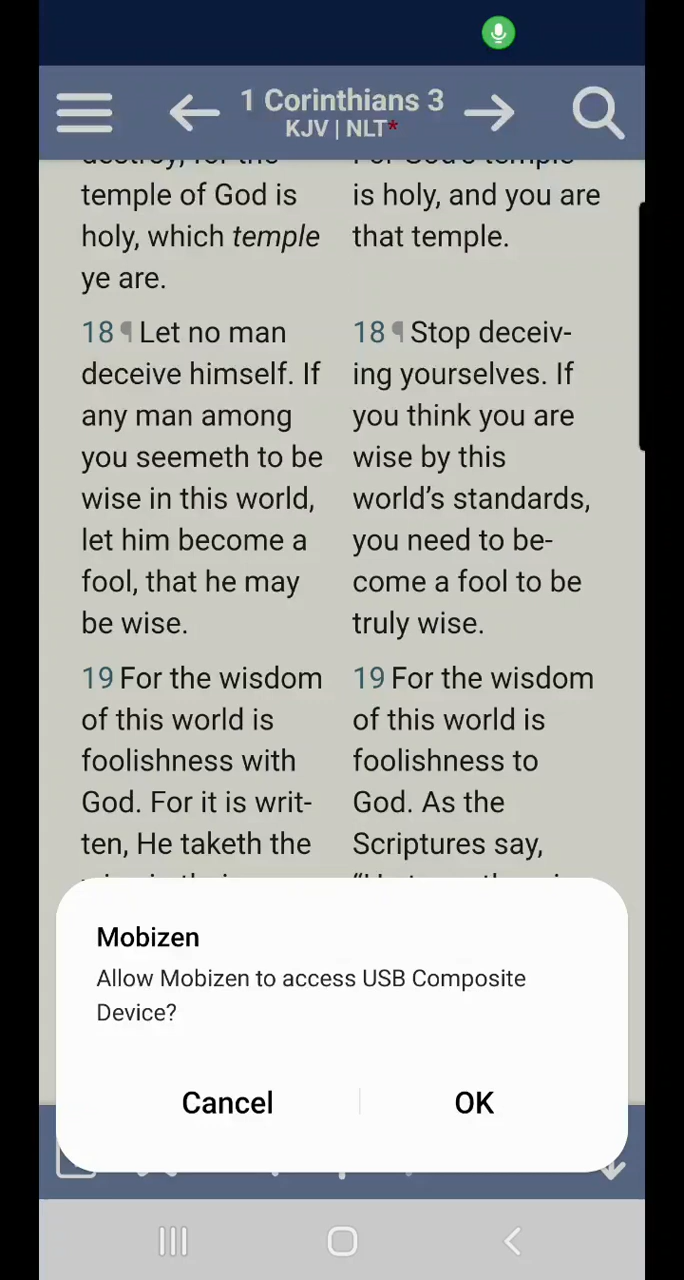 1 Corinthians 3
KJV | NLT*
destroy; for the
temple of God is
holy, which temple
ye are.
18 ¶ Let no man
deceive himself. If
any man among
you seemeth to be
wise in this world,
let him become a
fool, that he may
be wise.
19 For the wisdom
of this world is
foolishness with
God. For it is writ-
ten, He taketh the
For God's temple
is holy, and you are
that temple.
18 ¶ Stop deceiv-
ing yourselves. If
you think you are
wise by this
world's standards,
you need to be-
come a fool to be
truly wise.
19 For the wisdom
of this world is
foolishness to
God. As the
Scriptures say,
Mobizen
Allow Mobizen to access USB Composite
Device?
Cancel
OK